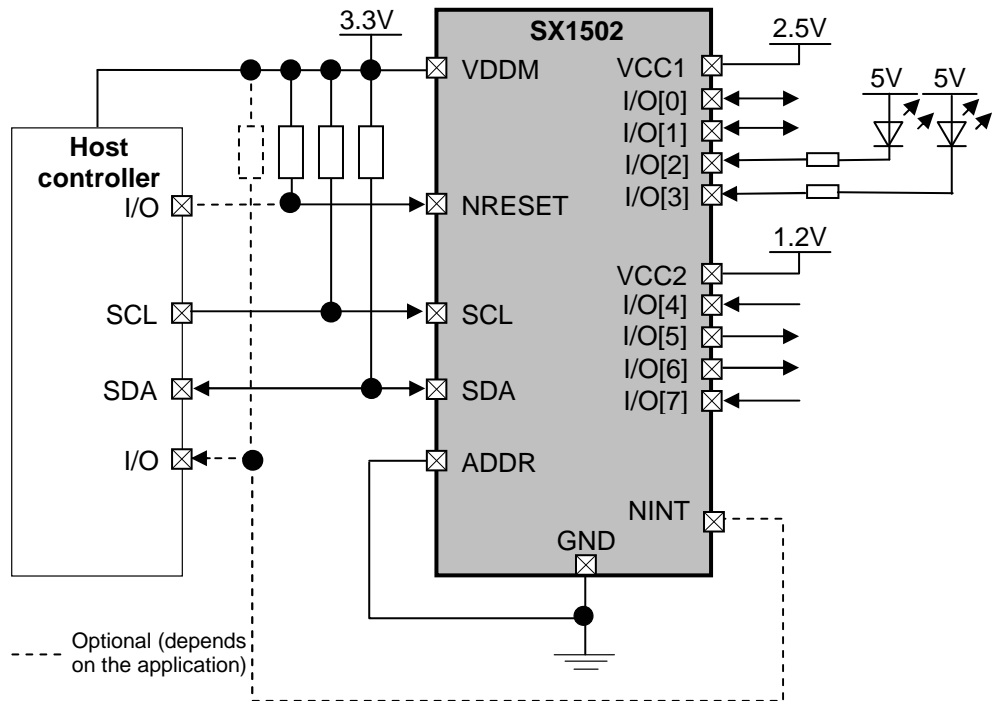 3.3V
SX1502
2.5V
VDDM
VCC1
5V
5V
I/O[0]
I/O[1]
Host
controller
I/O[2]
I/O
NRESET
I/O[3]
1.2V
VCC2
I/O[4]
SCL
SCL
I/O[5]
I/O[6]
SDA
SDA
I/O[7]
I/O
ADDR
NINT
GND
Optional (depends
on the application)